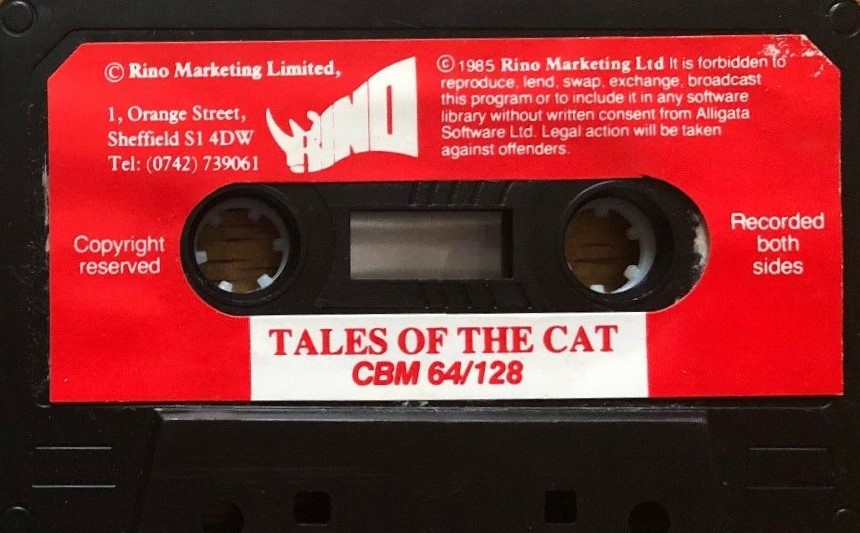 © Rino Marketing Limited,
1, Orange Street,
Sheffield S1 4DW
Tel: (0742) 739061
RINO
© 1985 Rino Marketing Ltd It is forbidden to
reproduce, lend, swap, exchange, broadcast
this program or to include it in any software
library without written consent from Alligata
Software Ltd. Legal action will be taken
against offenders.
Copyright
reserved
Recorded
both
sides
TALES OF THE CAT
CBM 64/128